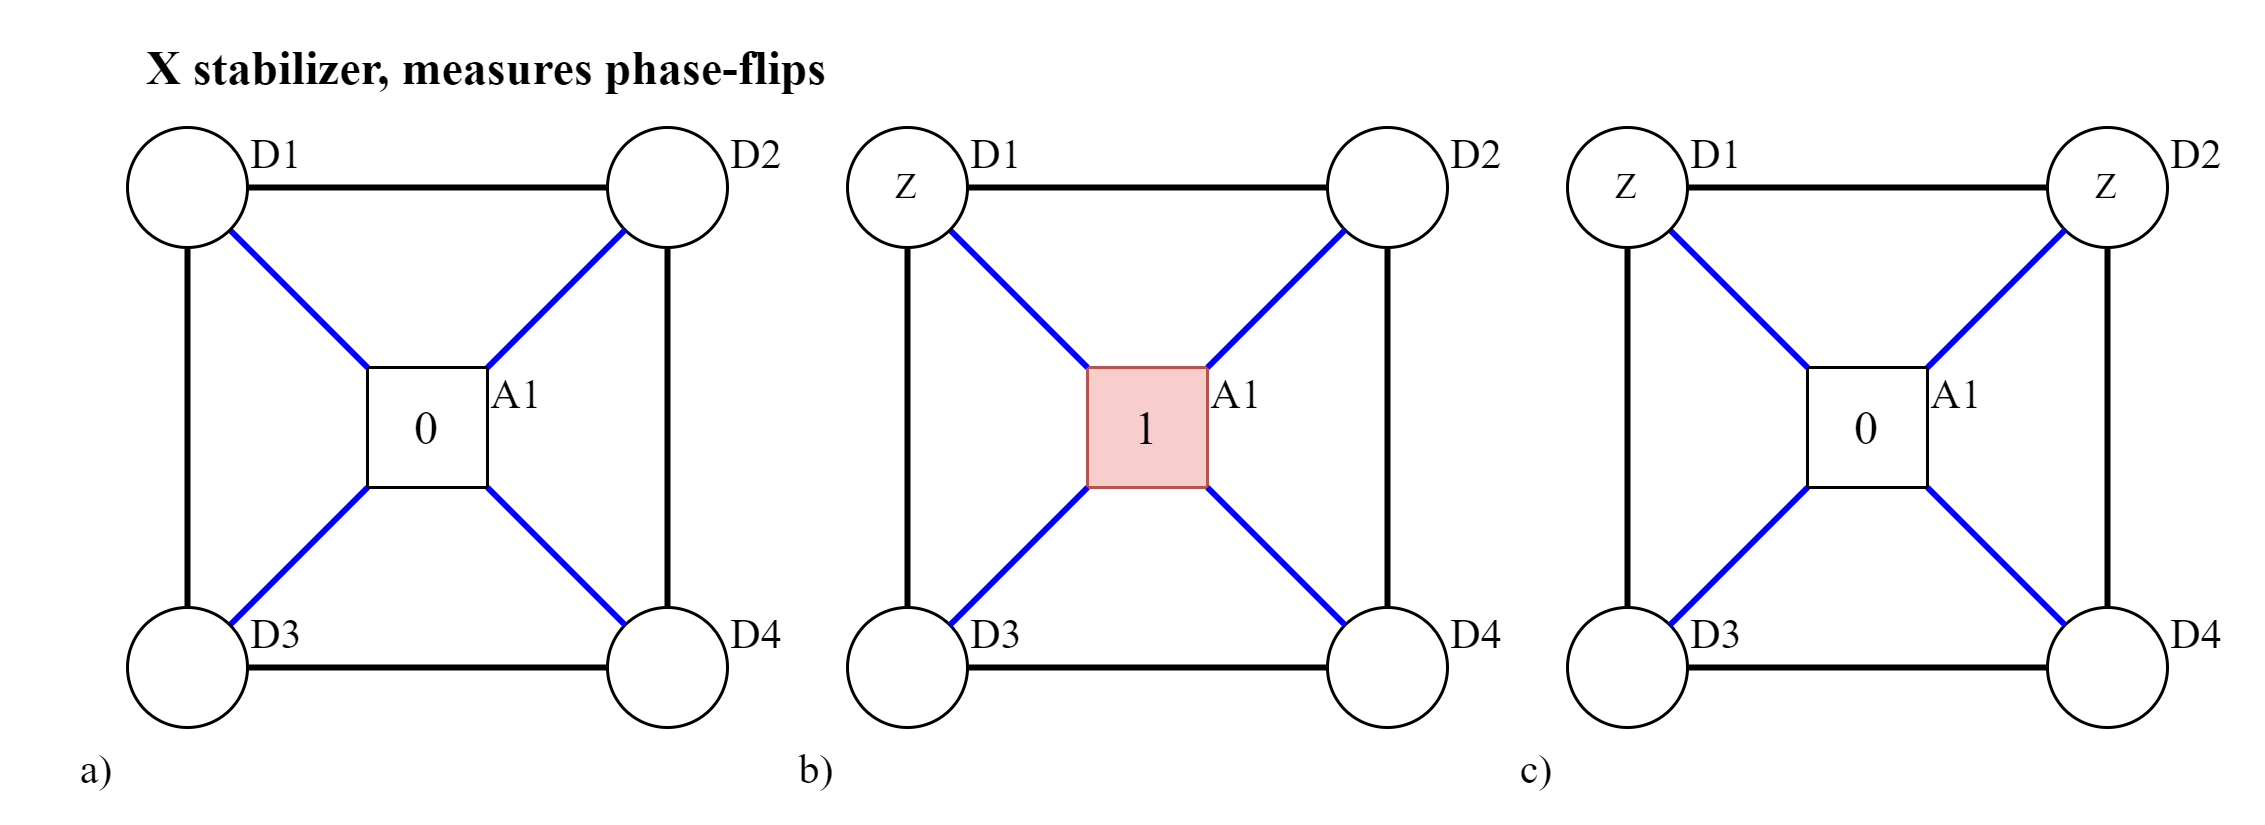 X stabilizer, measures phase-flips
D1 D2
0 A1
D3 D4
a)
Z D1 D2
1 A1
D3 D4
b)
Z D1 Z D2
0 A1
D3 D4
c)